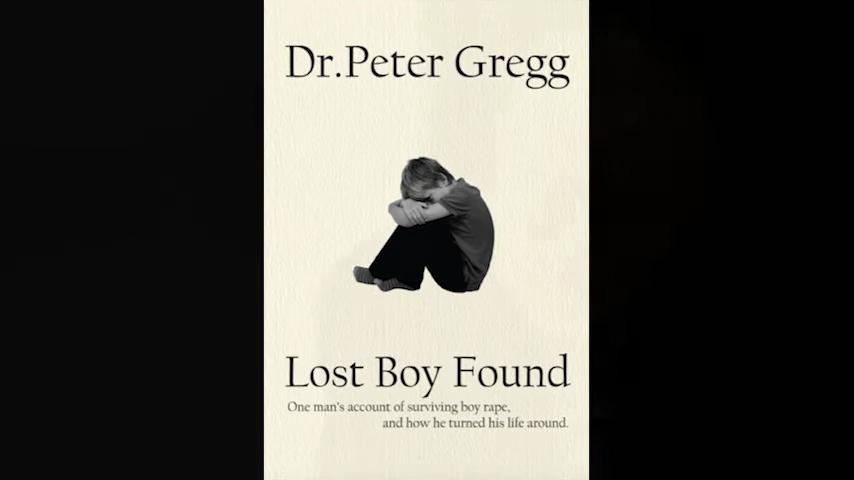 Dr.Peter Gregg
Lost Boy Found
One man's account of surviving boy rape,
and how he turned his life around.